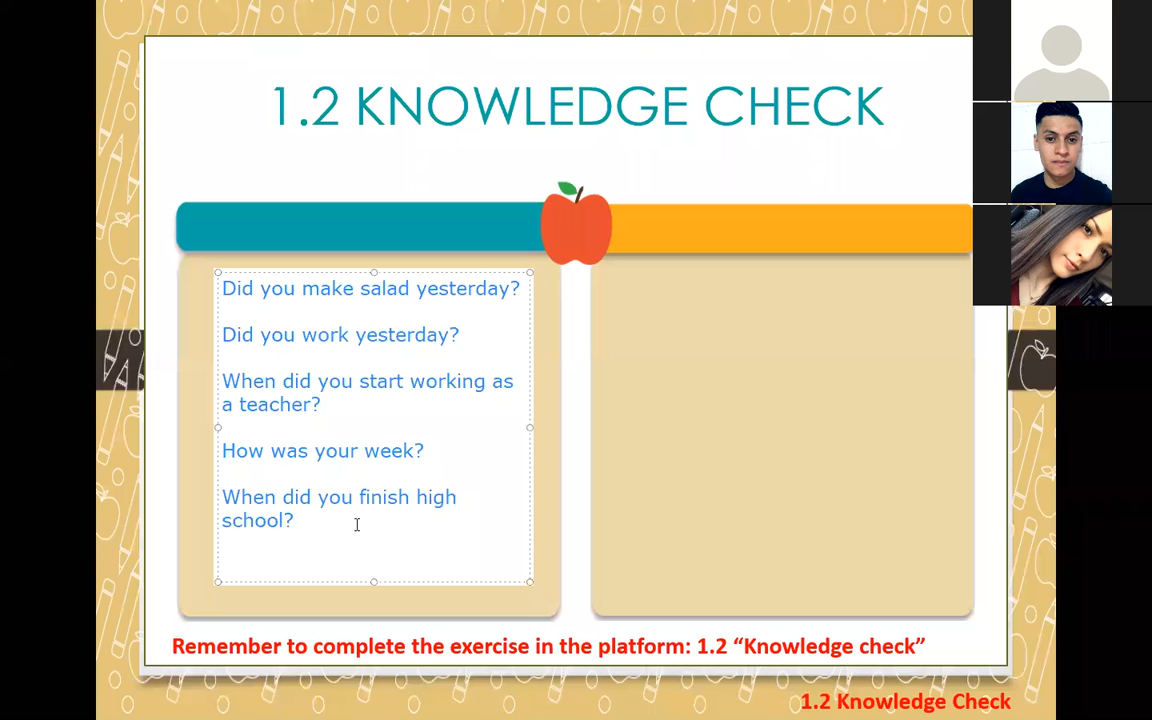 1.2 KNOWLEDGE CHECK
Did you make salad yesterday?
Did you work yesterday?
When did you start working as
a teacher?
How was your week?
When did you finish high
school?
Remember to complete the exercise in the platform: 1.2 “Knowledge check”
1.2 Knowledge Check